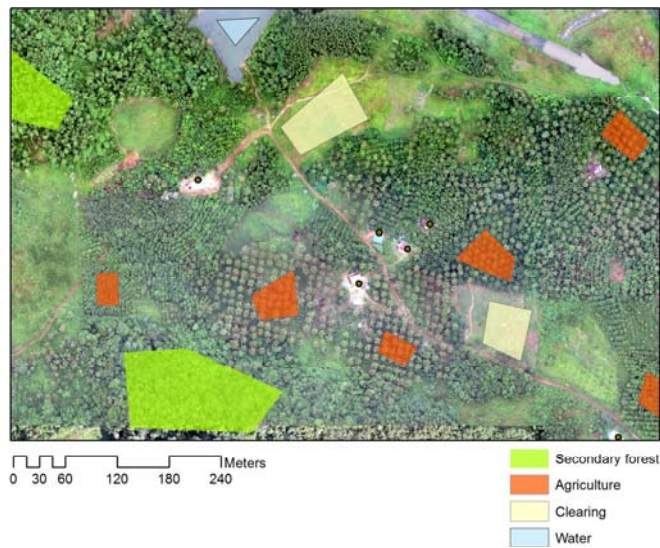 Meters
0 30 60 120 180 240
Secondary forest
Agriculture
Clearing
Water